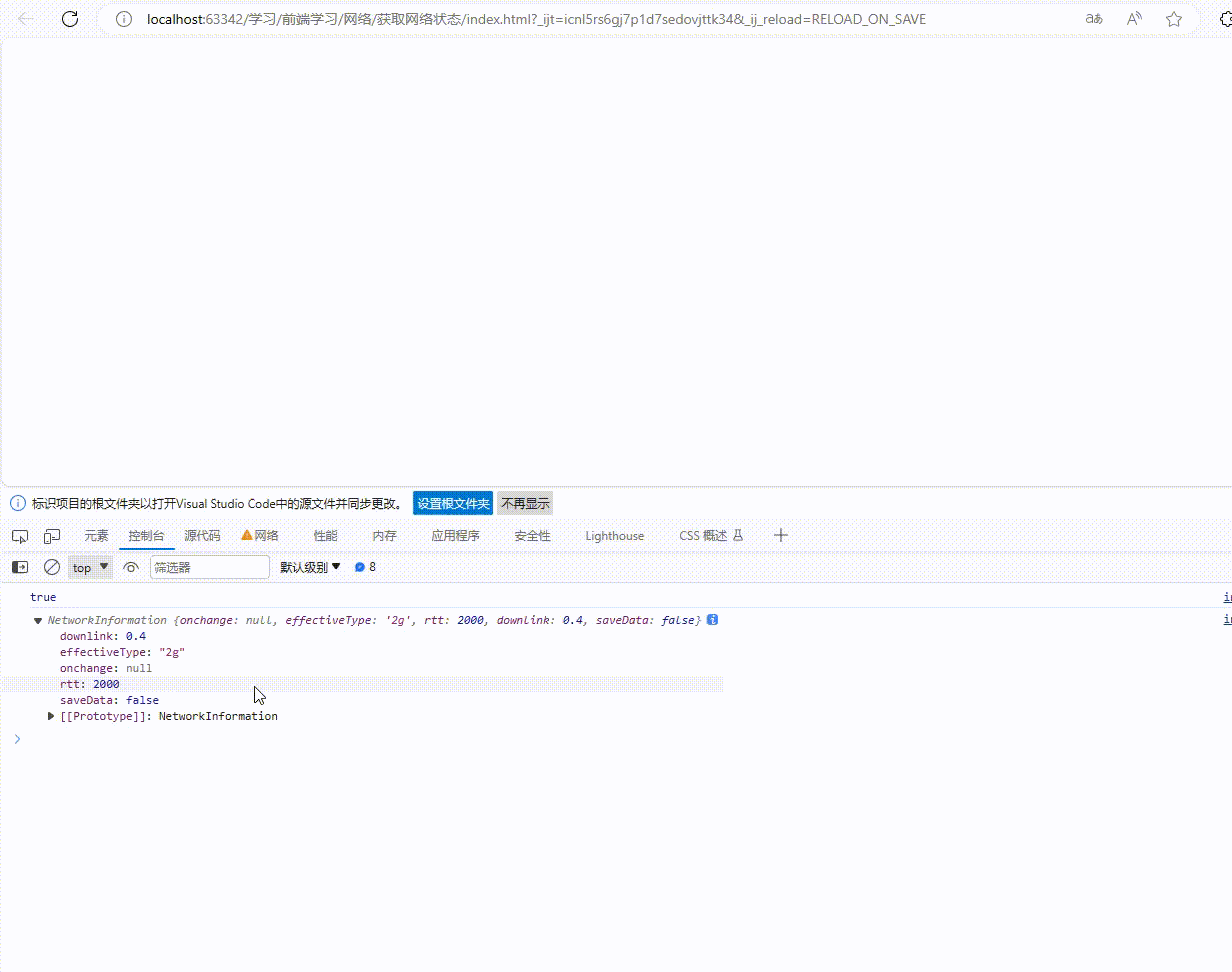 localhost:63342/学习/前端学习/网络/获取网络状态/index.html?_ijt=icnl5rs6gj7p1d7sedovjttk34&_ij_reload=RELOAD_ON_SAVE
标识项目的根文件夹以打开Visual Studio Code中的源文件并同步更改。 设置根文件夹 不再显示
元素 控制台 源代码 网络 性能 内存 应用程序 安全性 Lighthouse CSS 概述
top 筛选器 默认级别 8
true
NetworkInformation {onchange: null, effectiveType: '2g', rtt: 2000, downlink: 0.4, saveData: false}
downlink: 0.4
effectiveType: "2g"
onchange: null
rtt: 2000
saveData: false
[[Prototype]]: NetworkInformation